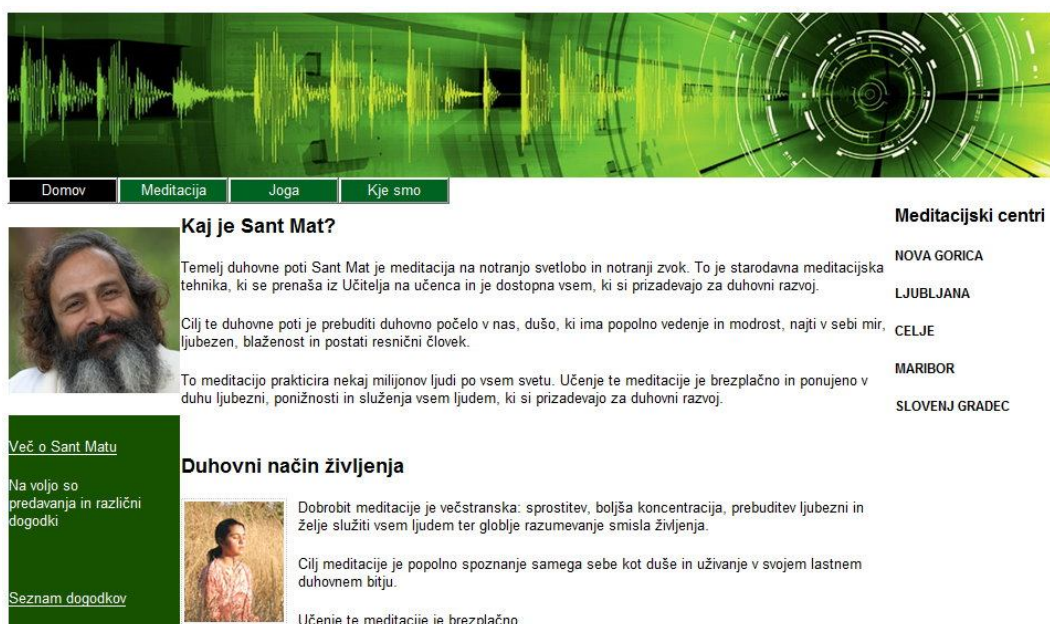 Domov
Meditacija
Joga
Kje smo
Kaj je Sant Mat?
Temelj duhovne poti Sant Mat je meditacija na notranjo svetlobo in notranji zvok. To je starodavna meditacijska
tehnika, ki se prenaša iz Učitelja na učenca in je dostopna vsem, ki si prizadevajo za duhovni razvoj.
Cilj te duhovne poti je prebuditi duhovno počelo v nas, dušo, ki ima popolno vedenje in modrost, najti v sebi mir,
ljubezen, blaženost in postati resnični človek.
To meditacijo prakticira nekaj milijonov ljudi po vsem svetu. Učenje te meditacije je brezplačno in ponujeno v
duhu ljubezni, ponižnosti in služenja vsem ljudem, ki si prizadevajo za duhovni razvoj.
Več o Sant Matu
Na voljo so
predavanja in različni
dogodki
Seznam dogodkov
Duhovni način življenja
Dobrobit meditacije je večstranska: sprostitev, boljša koncentracija, prebuditev ljubezni in
želje služiti vsem ljudem ter globlje razumevanje smisla življenja.
Cilj meditacije je popolno spoznanje samega sebe kot duše in uživanje v svojem lastnem
duhovnem bitju.
Učenje te meditacije je brezplačno
Meditacijski centri
NOVA GORICA
LJUBLJANA
CELJE
MARIBOR
SLOVENJ GRADEC